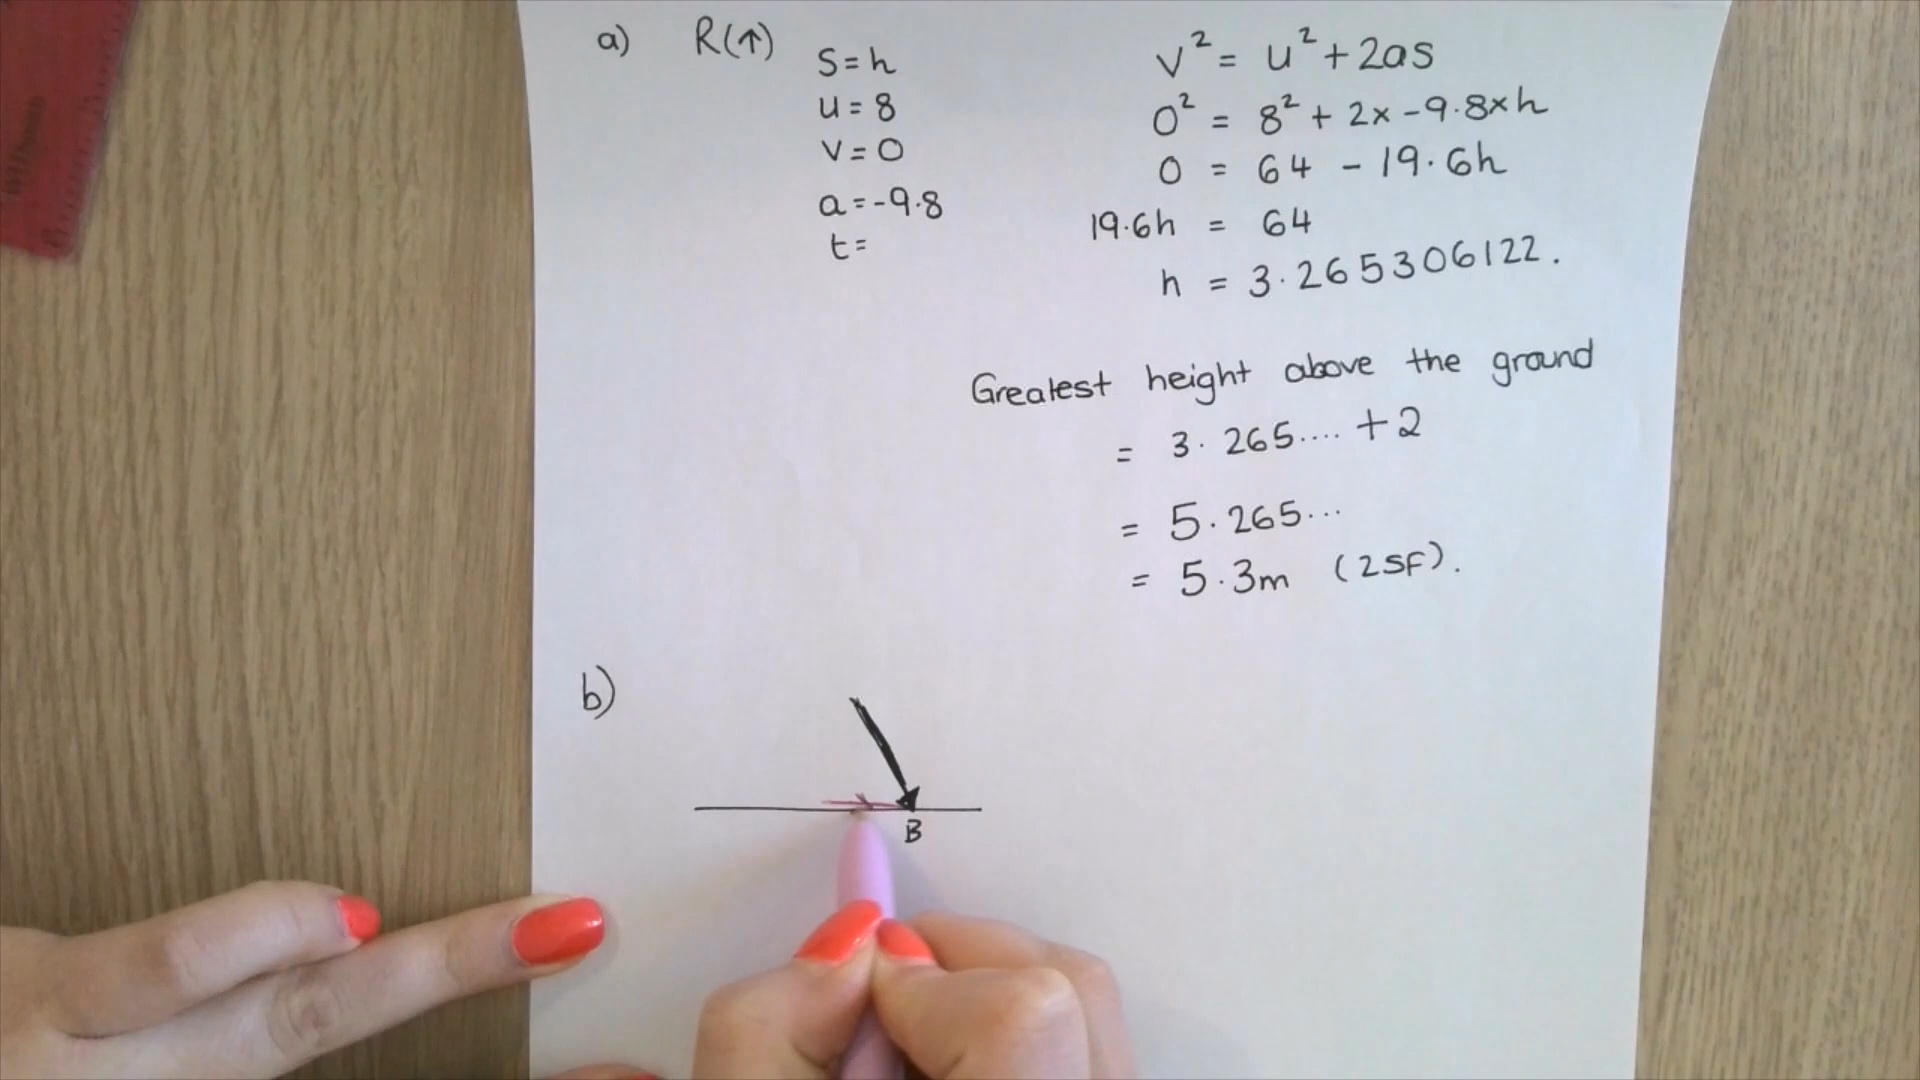 a) R(↑)
s = h
u = 8
v = 0
a = -9.8
t =
v² = u² + 2as
0² = 8² + 2x -9.8xh
0 = 64 - 19.6h
19.6h = 64
h = 3.265306122.
Greatest height above the ground
= 3.265.... +2
= 5.265...
= 5.3m (2SF).
b)
B